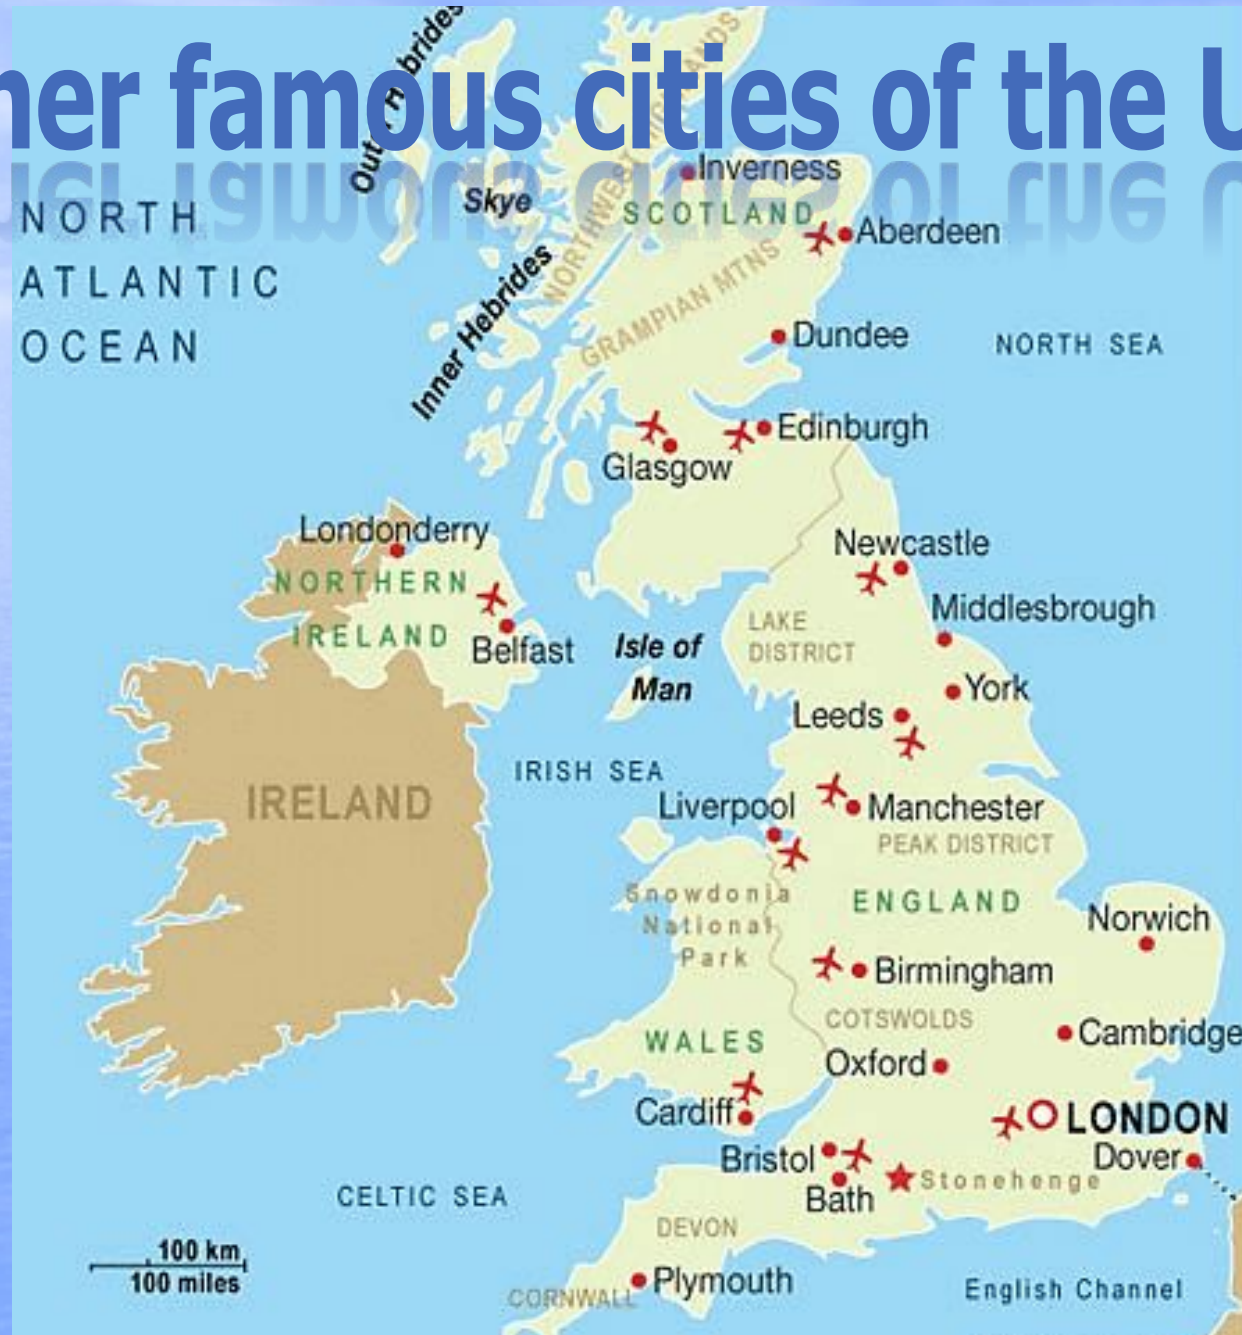 Hebrides
famous cities of the
Inverness
Skye
SCOTLAND
Aberdeen
NORTH
ATLANTIC
OCEAN
NORTHWEST
GRAMPIAN MTNS
Inner Hebrides
Dundee
NORTH SEA
Edinburgh
Glasgow
Londonderry
NORTHERN
IRELAND
Belfast
Newcastle
Middlesbrough
Isle of
Man
LAKE
DISTRICT
York
Leeds
IRISH SEA
IRELAND
Liverpool
Manchester
PEAK DISTRICT
Snowdonia
National
Park
ENGLAND
Norwich
Birmingham
COTSWOLDS
Cambridge
WALES
Oxford
Cardiff
LONDON
Bristol
Dover
Bath
Stonehenge
CELTIC SEA
DEVON
100 km
100 miles
Plymouth
CORNWALL
English Channel